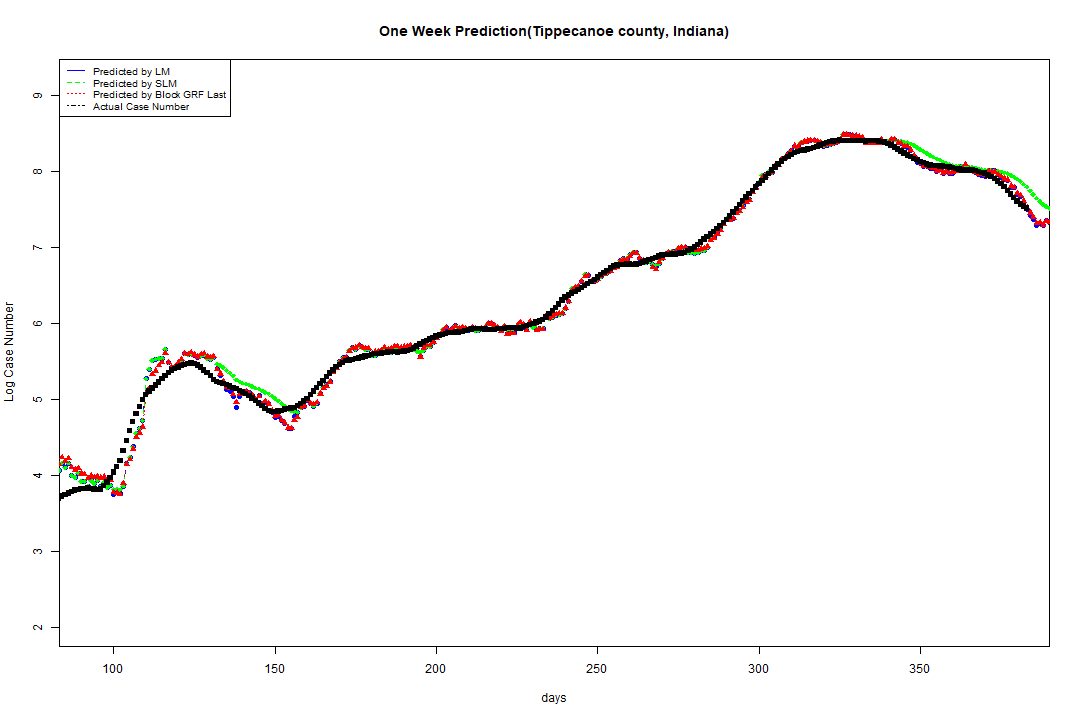 One Week Prediction(Tippecanoe county, Indiana)
Predicted by LM
Predicted by SLM
Predicted by Block GRF Last
Actual Case Number
Log Case Number
9
8
7
6
5
4
3
2
100 150 200 250 300 350
days